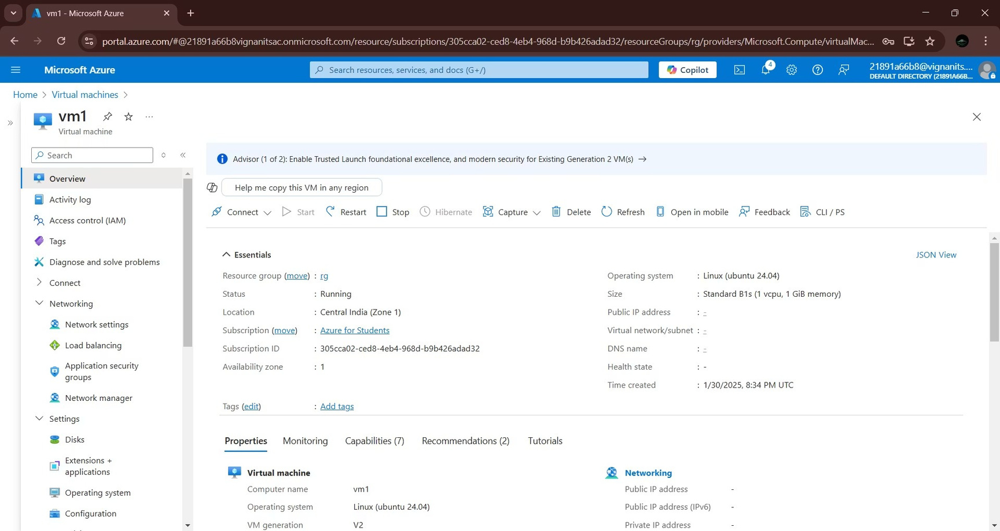 vm1 - Microsoft Azure
portal.azure.com/#@21891a66b8vignanitsac.onmicrosoft.com/resource/subscriptions/305cca02-ced8-4eb4-968d-b9b426adad32/resourceGroups/rg/providers/Microsoft.Compute/virtualMac...
Microsoft Azure
Search resources, services, and docs (G+/)
Copilot
4
21891a66b8@vignanits....
DEFAULT DIRECTORY (21891A66B...
Home > Virtual machines >
vm1
Virtual machine
Search
Overview
Activity log
Access control (IAM)
Tags
Diagnose and solve problems
Connect
Networking
Network settings
Load balancing
Application security
groups
Network manager
Settings
Disks
Extensions +
applications
Operating system
Configuration
Advisor (1 of 2): Enable Trusted Launch foundational excellence, and modern security for Existing Generation 2 VM(s) →
Help me copy this VM in any region
Connect Start Restart Stop Hibernate Capture Delete Refresh Open in mobile Feedback CLI / PS
Essentials
JSON View
Resource group (move) : rg
Status : Running
Location : Central India (Zone 1)
Subscription (move) : Azure for Students
Subscription ID : 305cca02-ced8-4eb4-968d-b9b426adad32
Availability zone : 1
Operating system : Linux (ubuntu 24.04)
Size : Standard B1s (1 vcpu, 1 GiB memory)
Public IP address : -
Virtual network/subnet : -
DNS name : -
Health state : -
Time created : 1/30/2025, 8:34 PM UTC
Tags (edit) : Add tags
Properties Monitoring Capabilities (7) Recommendations (2) Tutorials
Virtual machine
Computer name vm1
Operating system Linux (ubuntu 24.04)
VM generation V2
Networking
Public IP address -
Public IP address (IPv6) -
Private IP address -